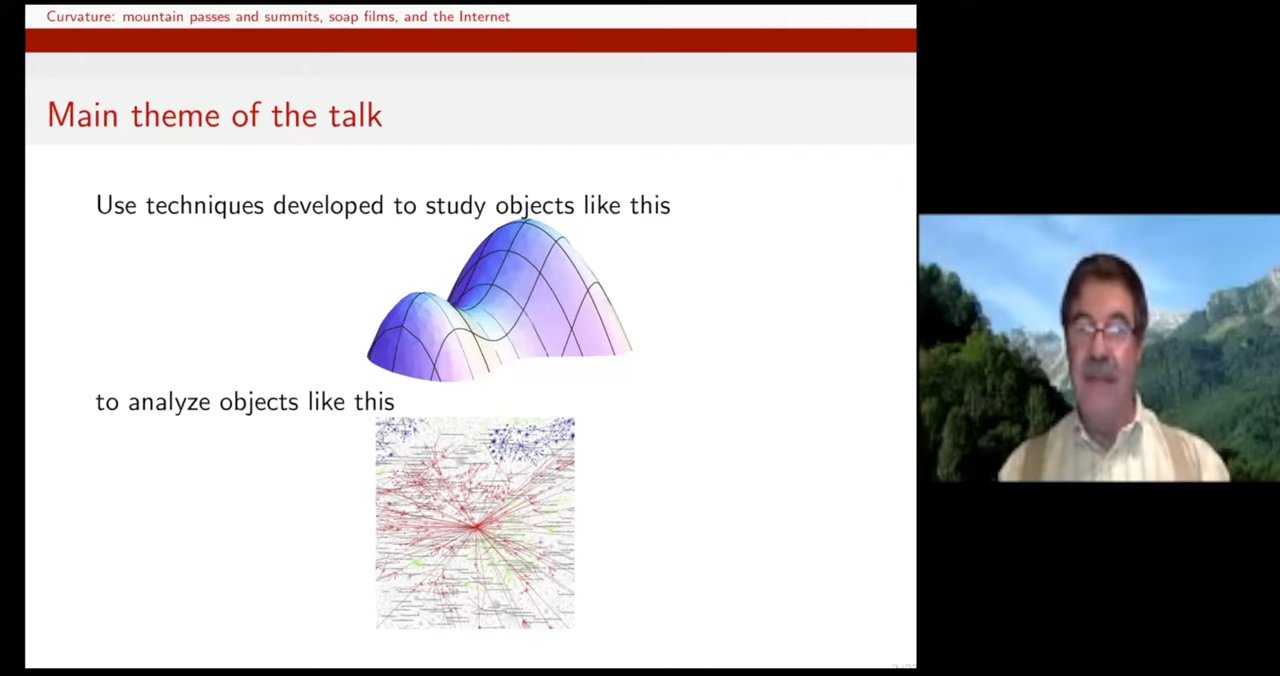 Curvature: mountain passes and summits, soap films, and the Internet
Main theme of the talk
Use techniques developed to study objects like this
to analyze objects like this